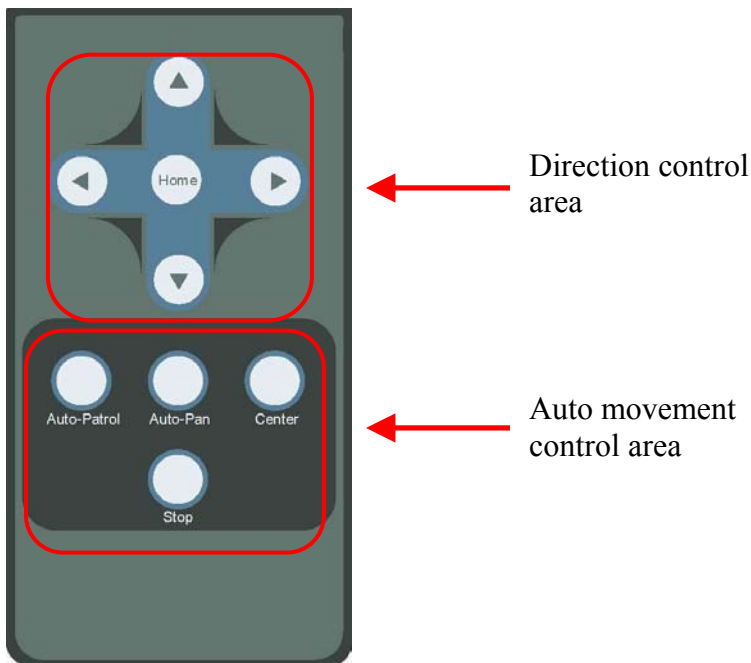 Home
Direction control
area
Auto-Patrol Auto-Pan Center
Stop
Auto movement
control area